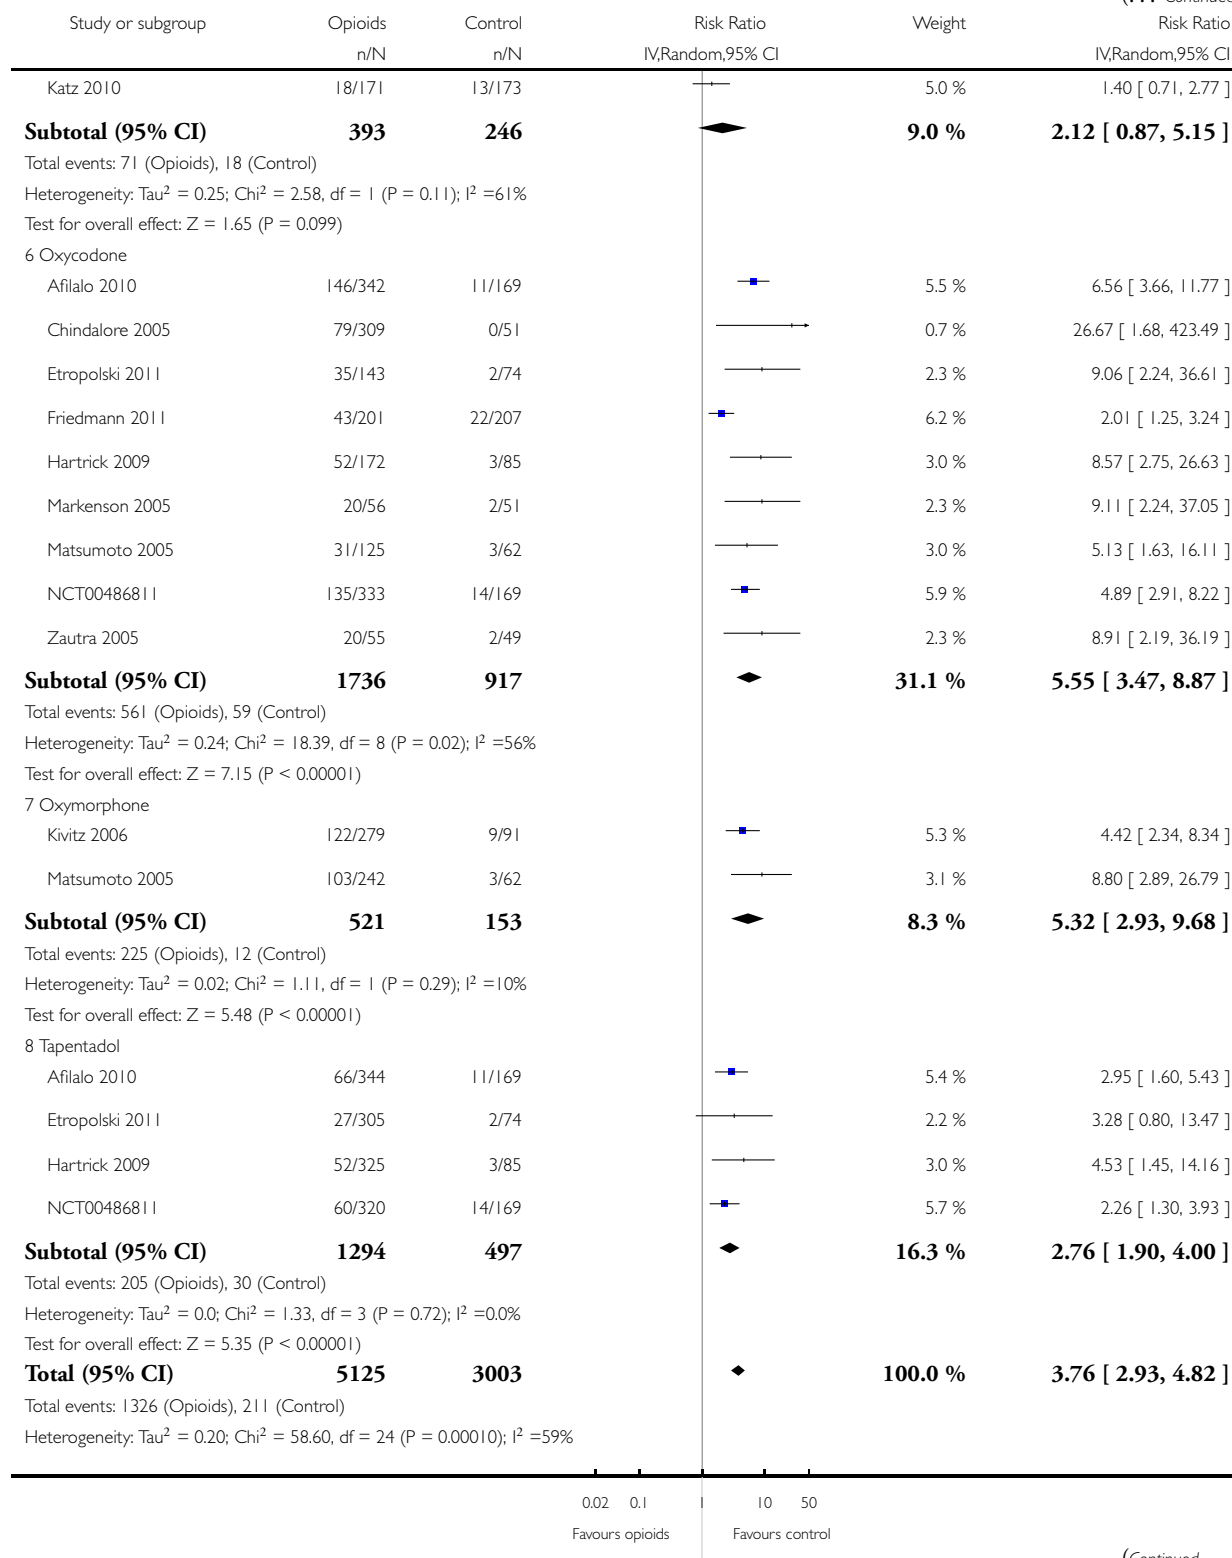 Continued
Study or subgroup Opioids Control Risk Ratio Weight Risk Ratio
n/N n/N IV,Random,95% CI IV,Random,95% CI
Katz 2010 18/171 13/173 5.0 % 1.40 [ 0.71, 2.77 ]
Subtotal (95% CI) 393 246 9.0 % 2.12 [ 0.87, 5.15 ]
Total events: 71 (Opioids), 18 (Control)
Heterogeneity: Tau² = 0.25; Chi² = 2.58, df = 1 (P = 0.11); I² =61%
Test for overall effect: Z = 1.65 (P = 0.099)
6 Oxycodone
Afilalo 2010 146/342 11/169 5.5 % 6.56 [ 3.66, 11.77 ]
Chindalore 2005 79/309 0/51 0.7 % 26.67 [ 1.68, 423.49 ]
Etropolski 2011 35/143 2/74 2.3 % 9.06 [ 2.24, 36.61 ]
Friedmann 2011 43/201 22/207 6.2 % 2.01 [ 1.25, 3.24 ]
Hartrick 2009 52/172 3/85 3.0 % 8.57 [ 2.75, 26.63 ]
Markenson 2005 20/56 2/51 2.3 % 9.11 [ 2.24, 37.05 ]
Matsumoto 2005 31/125 3/62 3.0 % 5.13 [ 1.63, 16.11 ]
NCT00486811 135/333 14/169 5.9 % 4.89 [ 2.91, 8.22 ]
Zautra 2005 20/55 2/49 2.3 % 8.91 [ 2.19, 36.19 ]
Subtotal (95% CI) 1736 917 31.1 % 5.55 [ 3.47, 8.87 ]
Total events: 561 (Opioids), 59 (Control)
Heterogeneity: Tau² = 0.24; Chi² = 18.39, df = 8 (P = 0.02); I² =56%
Test for overall effect: Z = 7.15 (P < 0.00001)
7 Oxymorphone
Kivitz 2006 122/279 9/91 5.3 % 4.42 [ 2.34, 8.34 ]
Matsumoto 2005 103/242 3/62 3.1 % 8.80 [ 2.89, 26.79 ]
Subtotal (95% CI) 521 153 8.3 % 5.32 [ 2.93, 9.68 ]
Total events: 225 (Opioids), 12 (Control)
Heterogeneity: Tau² = 0.02; Chi² = 1.11, df = 1 (P = 0.29); I² =10%
Test for overall effect: Z = 5.48 (P < 0.00001)
8 Tapentadol
Afilalo 2010 66/344 11/169 5.4 % 2.95 [ 1.60, 5.43 ]
Etropolski 2011 27/305 2/74 2.2 % 3.28 [ 0.80, 13.47 ]
Hartrick 2009 52/325 3/85 3.0 % 4.53 [ 1.45, 14.16 ]
NCT00486811 60/320 14/169 5.7 % 2.26 [ 1.30, 3.93 ]
Subtotal (95% CI) 1294 497 16.3 % 2.76 [ 1.90, 4.00 ]
Total events: 205 (Opioids), 30 (Control)
Heterogeneity: Tau² = 0.0; Chi² = 1.33, df = 3 (P = 0.72); I² =0.0%
Test for overall effect: Z = 5.35 (P < 0.00001)
Total (95% CI) 5125 3003 100.0 % 3.76 [ 2.93, 4.82 ]
Total events: 1326 (Opioids), 211 (Control)
Heterogeneity: Tau² = 0.20; Chi² = 58.60, df = 24 (P = 0.00010); I² =59%
0.02 0.1 1 10 50
Favours opioids Favours control
(Continued